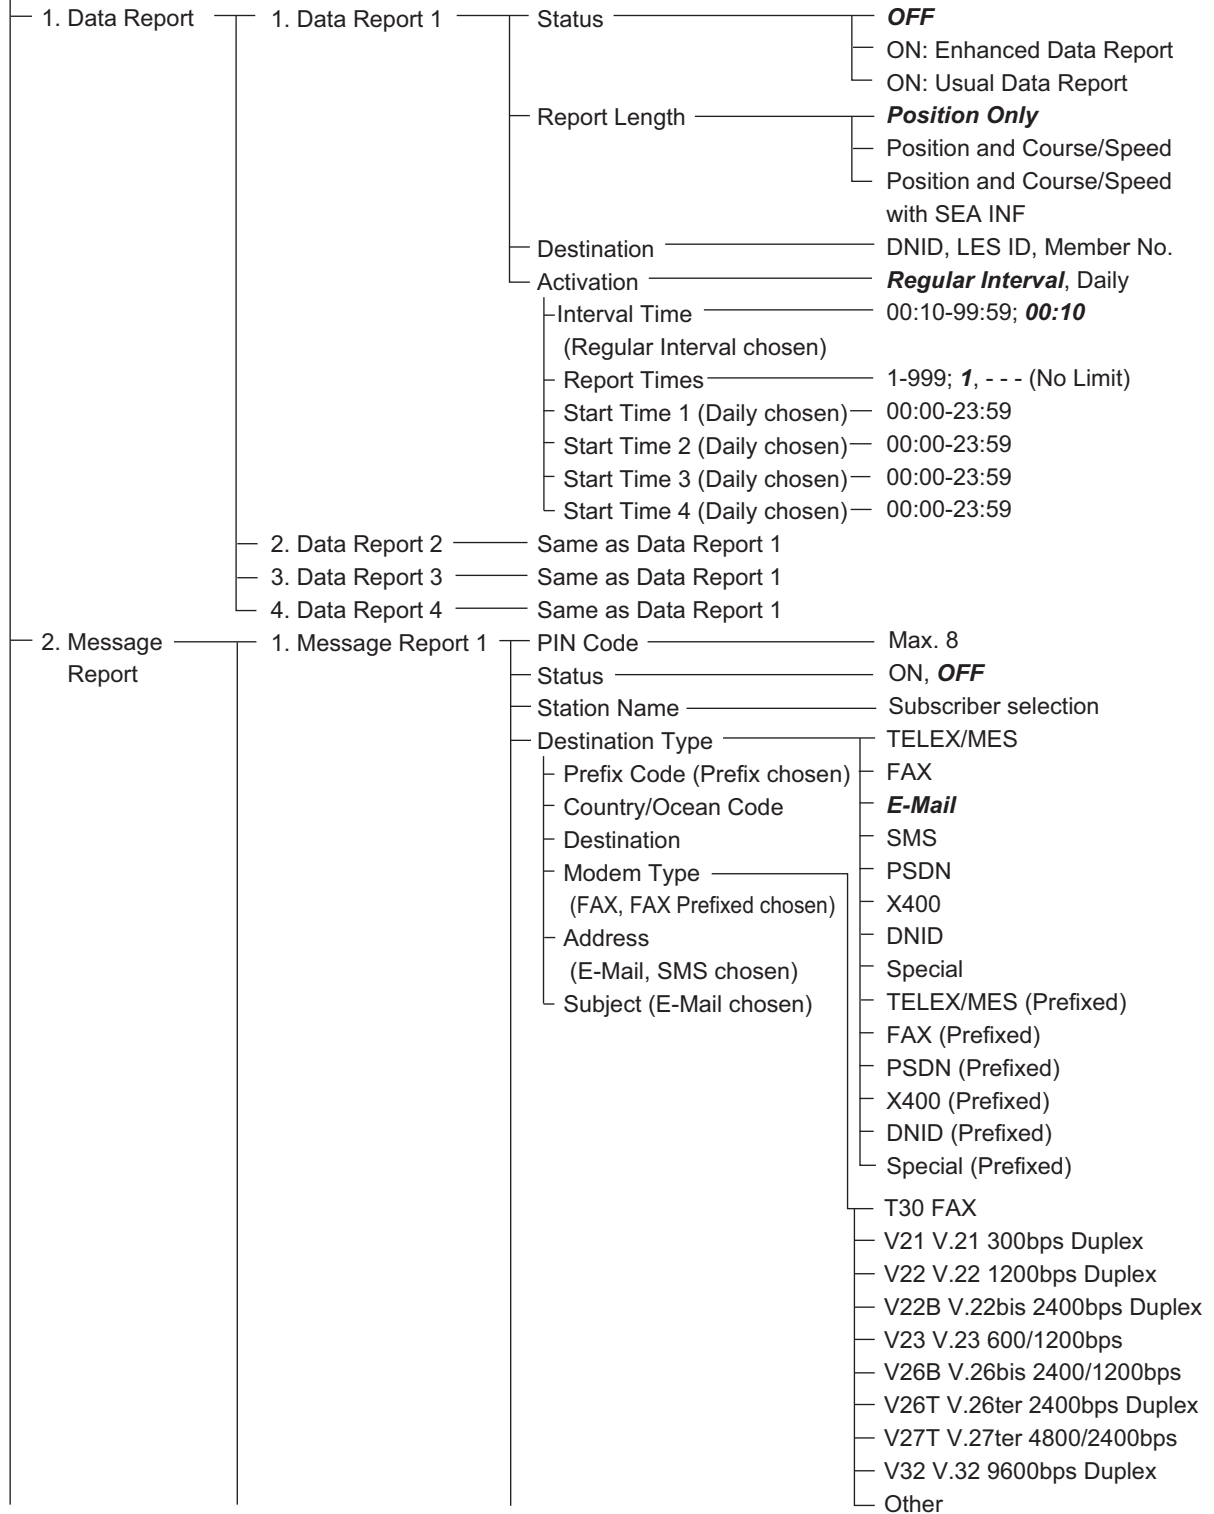 1. Data Report 1. Data Report 1 Status OFF
ON: Enhanced Data Report
ON: Usual Data Report
Report Length Position Only
Position and Course/Speed
Position and Course/Speed
with SEA INF
Destination DNID, LES ID, Member No.
Activation Regular Interval, Daily
Interval Time 00:10-99:59; 00:10
(Regular Interval chosen)
Report Times 1-999; 1, - - - (No Limit)
Start Time 1 (Daily chosen) 00:00-23:59
Start Time 2 (Daily chosen) 00:00-23:59
Start Time 3 (Daily chosen) 00:00-23:59
Start Time 4 (Daily chosen) 00:00-23:59
2. Data Report 2 Same as Data Report 1
3. Data Report 3 Same as Data Report 1
4. Data Report 4 Same as Data Report 1
2. Message 1. Message Report 1 PIN Code Max. 8
Report Status ON, OFF
Station Name Subscriber selection
Destination Type TELEX/MES
Prefix Code (Prefix chosen) FAX
Country/Ocean Code E-Mail
Destination SMS
Modem Type PSDN
(FAX, FAX Prefixed chosen) X400
Address DNID
(E-Mail, SMS chosen) Special
Subject (E-Mail chosen) TELEX/MES (Prefixed)
FAX (Prefixed)
PSDN (Prefixed)
X400 (Prefixed)
DNID (Prefixed)
Special (Prefixed)
T30 FAX
V21 V.21 300bps Duplex
V22 V.22 1200bps Duplex
V22B V.22bis 2400bps Duplex
V23 V.23 600/1200bps
V26B V.26bis 2400/1200bps
V26T V.26ter 2400bps Duplex
V27T V.27ter 4800/2400bps
V32 V.32 9600bps Duplex
Other